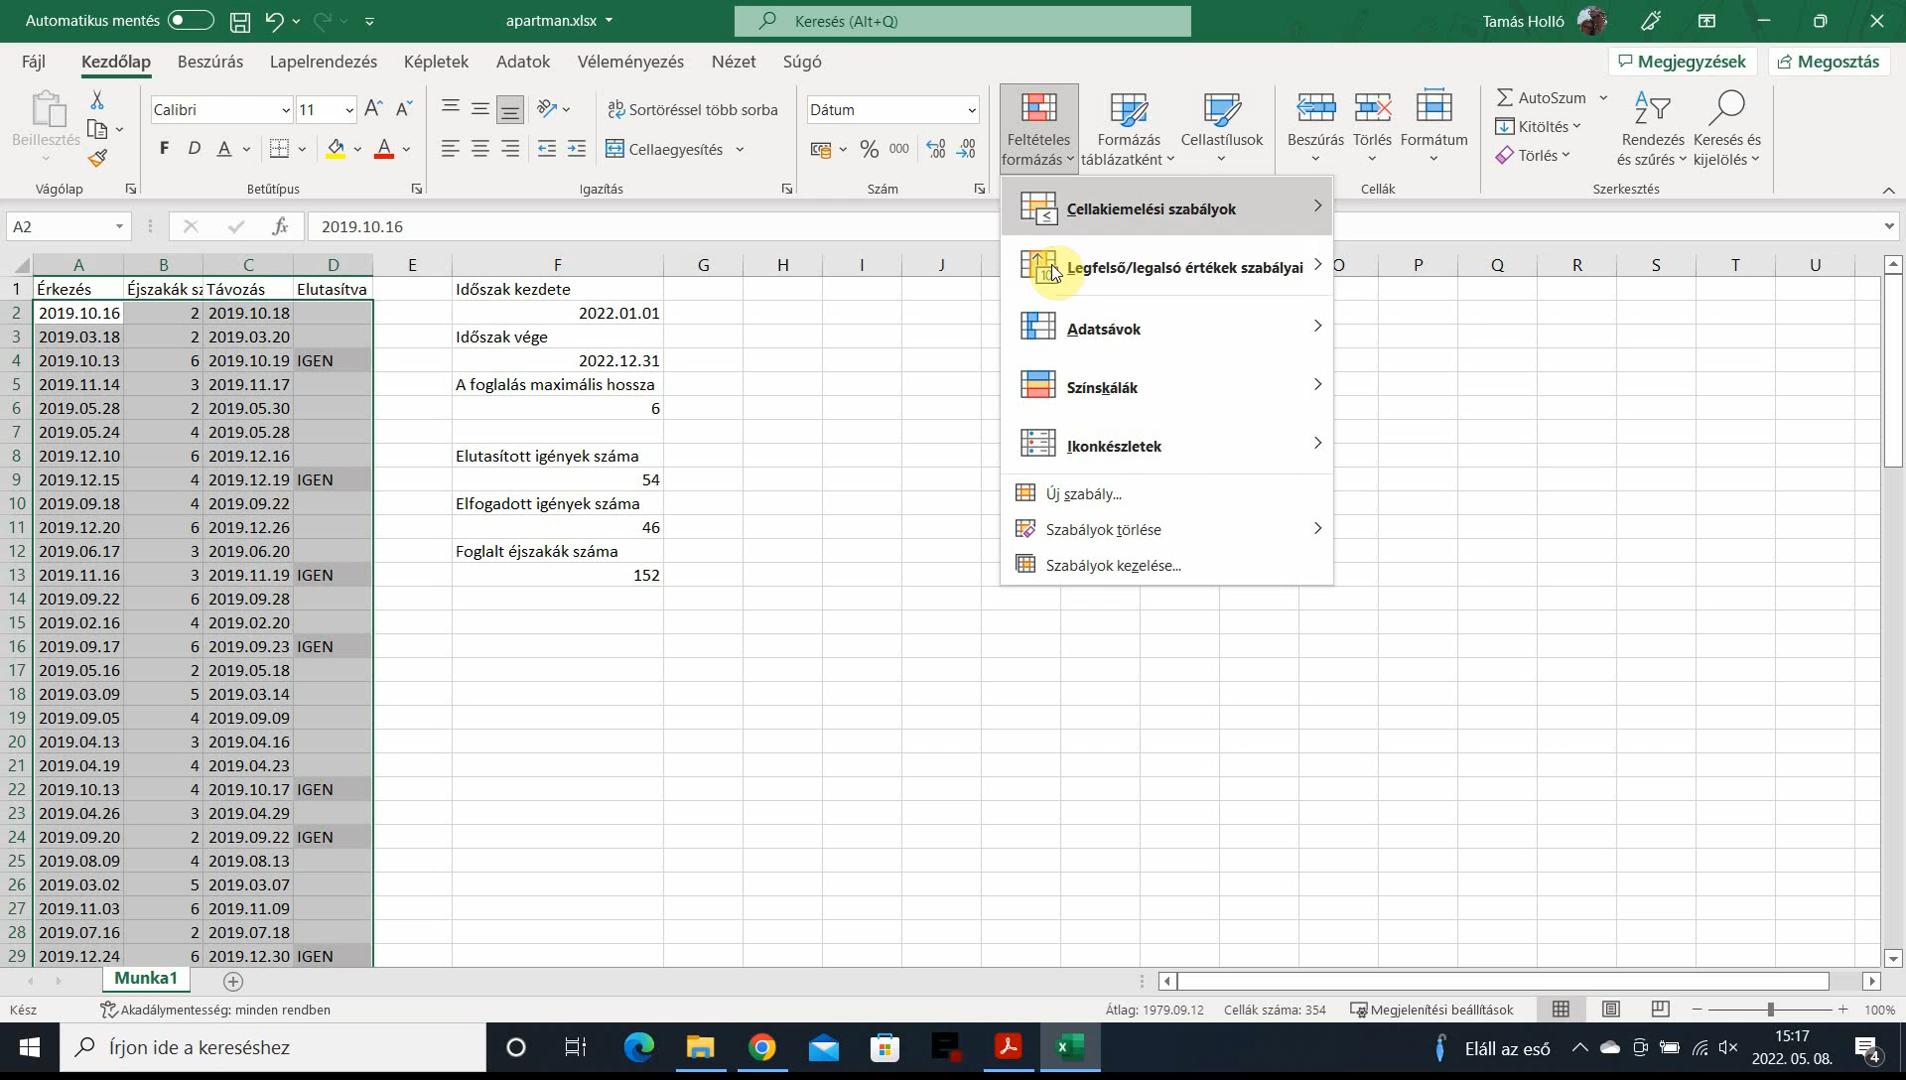 Automatikus mentés
apartman.xlsx
Keresés (Alt+Q)
Tamás Holló
Fájl Kezdőlap Beszúrás Lapelrendezés Képletek Adatok Véleményezés Nézet Súgó
Megjegyzések Megosztás
Beillesztés
Vágólap
Calibri 11
F D A
Betűtípus
Sortöréssel több sorba
Cellaegyesítés
Igazítás
Dátum
% 000
Szám
Feltételes formázás
Formázás táblázatként
Cellastílusok
Beszúrás Törlés Formátum
Cellák
AutoSzum
Kitöltés
Törlés
Rendezés és szűrés
Keresés és kijelölés
Szerkesztés
A2 fx 2019.10.16
Cellakiemelési szabályok
Legfelső/legalsó értékek szabályai
Adatsávok
Színskálák
Ikonkészletek
Új szabály...
Szabályok törlése
Szabályok kezelése...
A B C D E F G H I J O P Q R S T U
1 Érkezés Éjszakák sz Távozás Elutasítva Időszak kezdete
2 2019.10.16 2 2019.10.18 2022.01.01
3 2019.03.18 2 2019.03.20 Időszak vége
4 2019.10.13 6 2019.10.19 IGEN 2022.12.31
5 2019.11.14 3 2019.11.17 A foglalás maximális hossza
6 2019.05.28 2 2019.05.30 6
7 2019.05.24 4 2019.05.28
8 2019.12.10 6 2019.12.16 Elutasított igények száma
9 2019.12.15 4 2019.12.19 IGEN 54
10 2019.09.18 4 2019.09.22 Elfogadott igények száma
11 2019.12.20 6 2019.12.26 46
12 2019.06.17 3 2019.06.20 Foglalt éjszakák száma
13 2019.11.16 3 2019.11.19 IGEN 152
14 2019.09.22 6 2019.09.28
15 2019.02.16 4 2019.02.20
16 2019.09.17 6 2019.09.23 IGEN
17 2019.05.16 2 2019.05.18
18 2019.03.09 5 2019.03.14
19 2019.09.05 4 2019.09.09
20 2019.04.13 3 2019.04.16
21 2019.04.19 4 2019.04.23
22 2019.10.13 4 2019.10.17 IGEN
23 2019.04.26 3 2019.04.29
24 2019.09.20 2 2019.09.22 IGEN
25 2019.08.09 4 2019.08.13
26 2019.03.02 5 2019.03.07
27 2019.11.03 6 2019.11.09
28 2019.07.16 2 2019.07.18
29 2019.12.24 6 2019.12.30 IGEN
Munka1
Kész Akadálymentesség: minden rendben Átlag: 1979.09.12 Cellák száma: 354 Megjelenítési beállítások 100%
Írjon ide a kereséshez
Eláll az eső
15:17
2022. 05. 08.
4